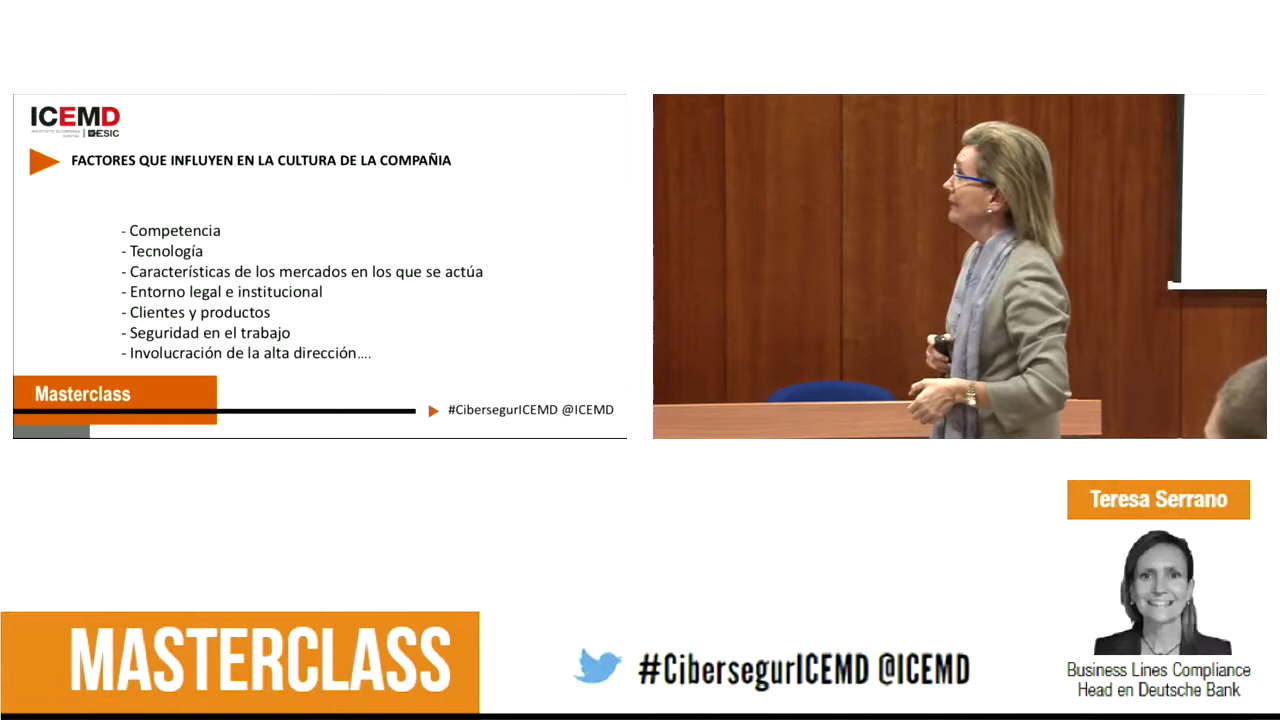 ICEMD
ESIC
FACTORES QUE INFLUYEN EN LA CULTURA DE LA COMPAÑIA
- Competencia
- Tecnología
- Características de los mercados en los que se actúa
- Entorno legal e institucional
- Clientes y productos
- Seguridad en el trabajo
- Involucración de la alta dirección....
Masterclass
#CibersegurICEMD @ICEMD
Teresa Serrano
Business Lines Compliance
Head en Deutsche Bank
MASTERCLASS
#CibersegurICEMD @ICEMD